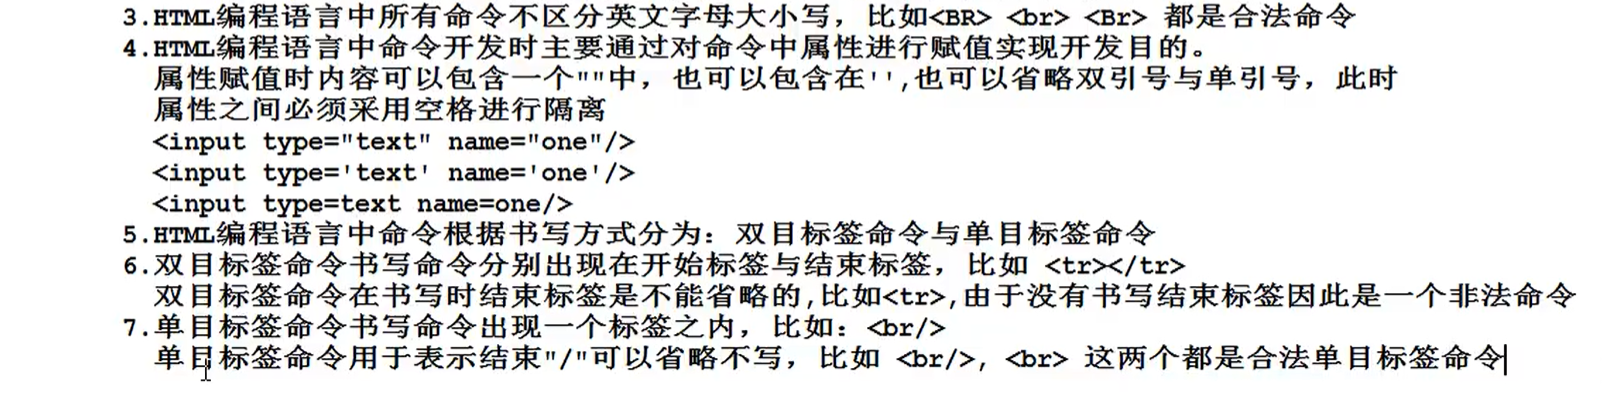 3.HTML编程语言中所有命令不区分英文字母大小写，比如<BR> <br> <Br> 都是合法命令
4.HTML编程语言中命令开发时主要通过对命令中属性进行赋值实现开发目的。
属性赋值时内容可以包含一个""中，也可以包含在'',也可以省略双引号与单引号，此时
属性之间必须采用空格进行隔离
<input type="text" name="one"/>
<input type='text' name='one'/>
<input type=text name=one/>
5.HTML编程语言中命令根据书写方式分为：双目标签命令与单目标签命令
6.双目标签命令书写命令分别出现在开始标签与结束标签，比如 <tr></tr>
双目标签命令在书写时结束标签是不能省略的,比如<tr>,由于没有书写结束标签因此是一个非法命令
7.单目标签命令书写命令出现一个标签之内，比如：<br/>
单目标签命令用于表示结束"/"可以省略不写，比如 <br/>, <br> 这两个都是合法单目标签命令